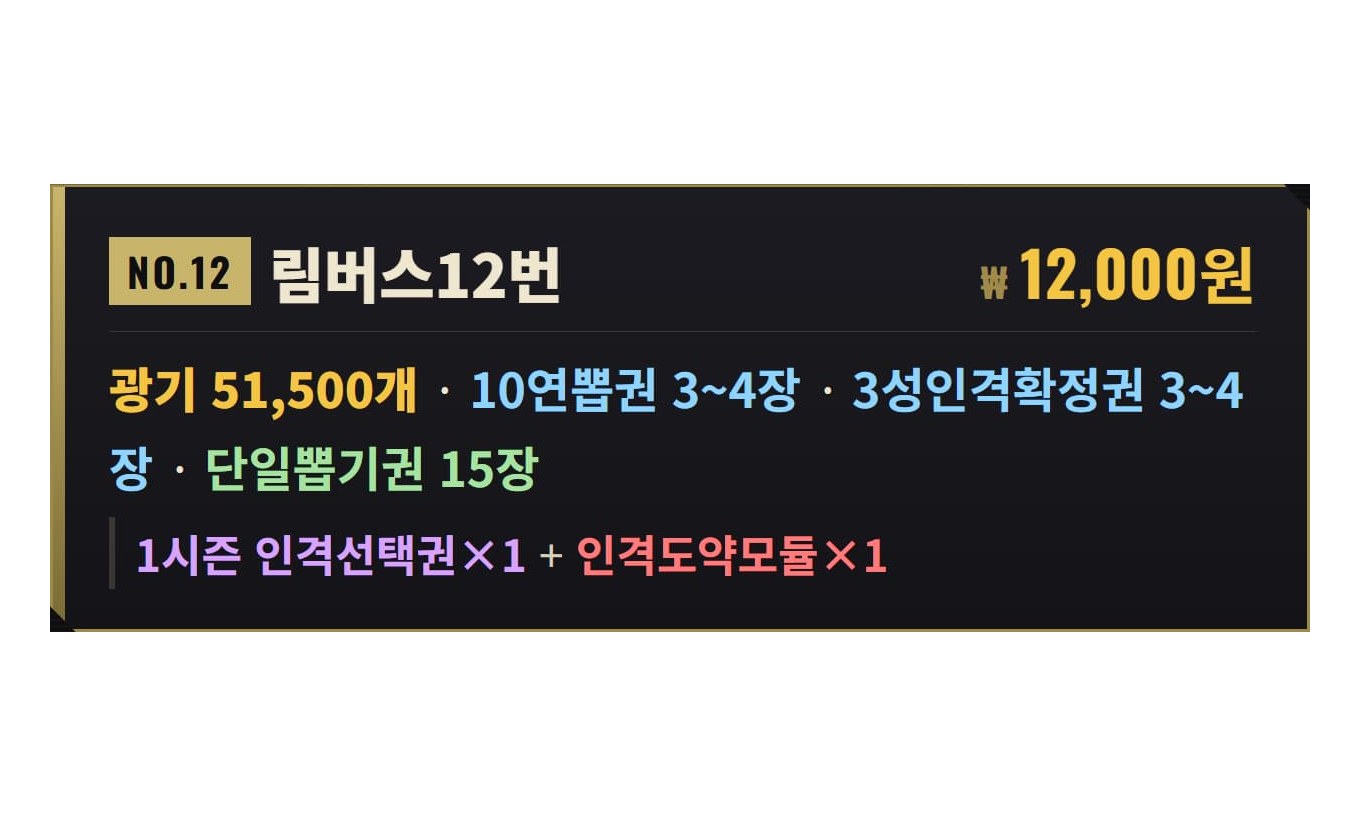 NO.12 림버스12번 ₩ 12,000원
광기 51,500개 · 10연뽑권 3~4장 · 3성인격확정권 3~4
장 · 단일뽑기권 15장
1시즌 인격선택권×1 + 인격도약모듈×1